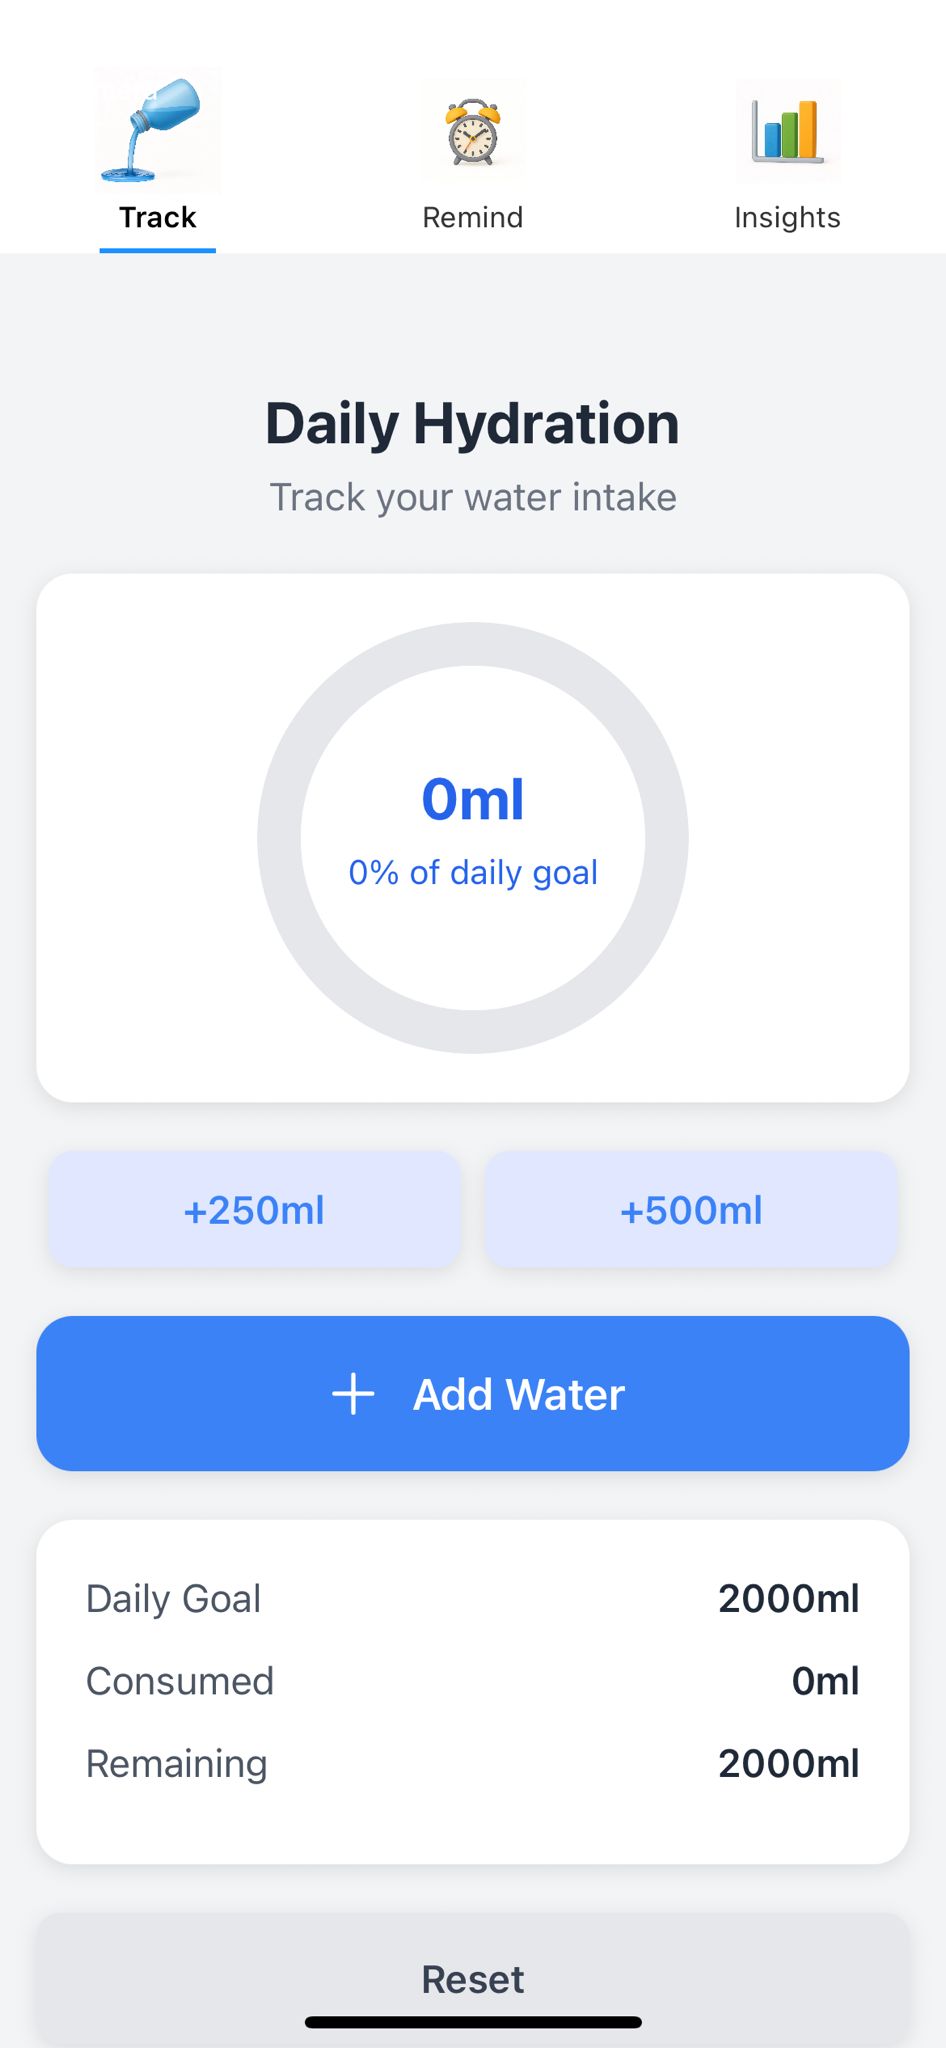 Track
Remind
Insights
Daily Hydration
Track your water intake
0ml
0% of daily goal
+250ml
+500ml
Add Water
Daily Goal
2000ml
Consumed
0ml
Remaining
2000ml
Reset